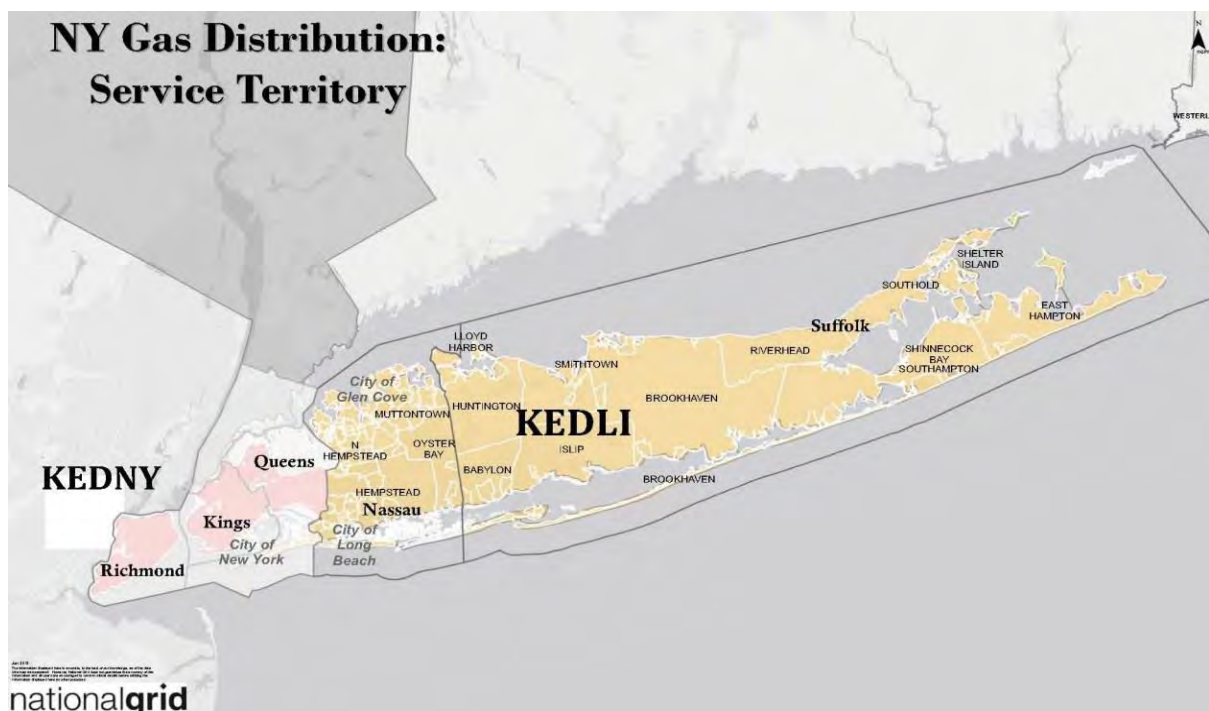 NY Gas Distribution:
Service Territory
N
LLOYD
HARBOR
SMITHTOWN
SHELTER
ISLAND
SOUTHOLD
EAST
HAMPTON
Suffolk
RIVERHEAD
SHINNECOCK
BAY
SOUTHAMPTON
City of
Glen Cove
MUTTONTOWN
HUNTINGTON
BROOKHAVEN
KEDLI
ISLIP
N
HEMPSTEAD
OYSTER
BAY
BABYLON
BROOKHAVEN
HEMPSTEAD
Nassau
City of
Long
Beach
KEDNY
Queens
Kings
City of
New York
Richmond
nationalgrid